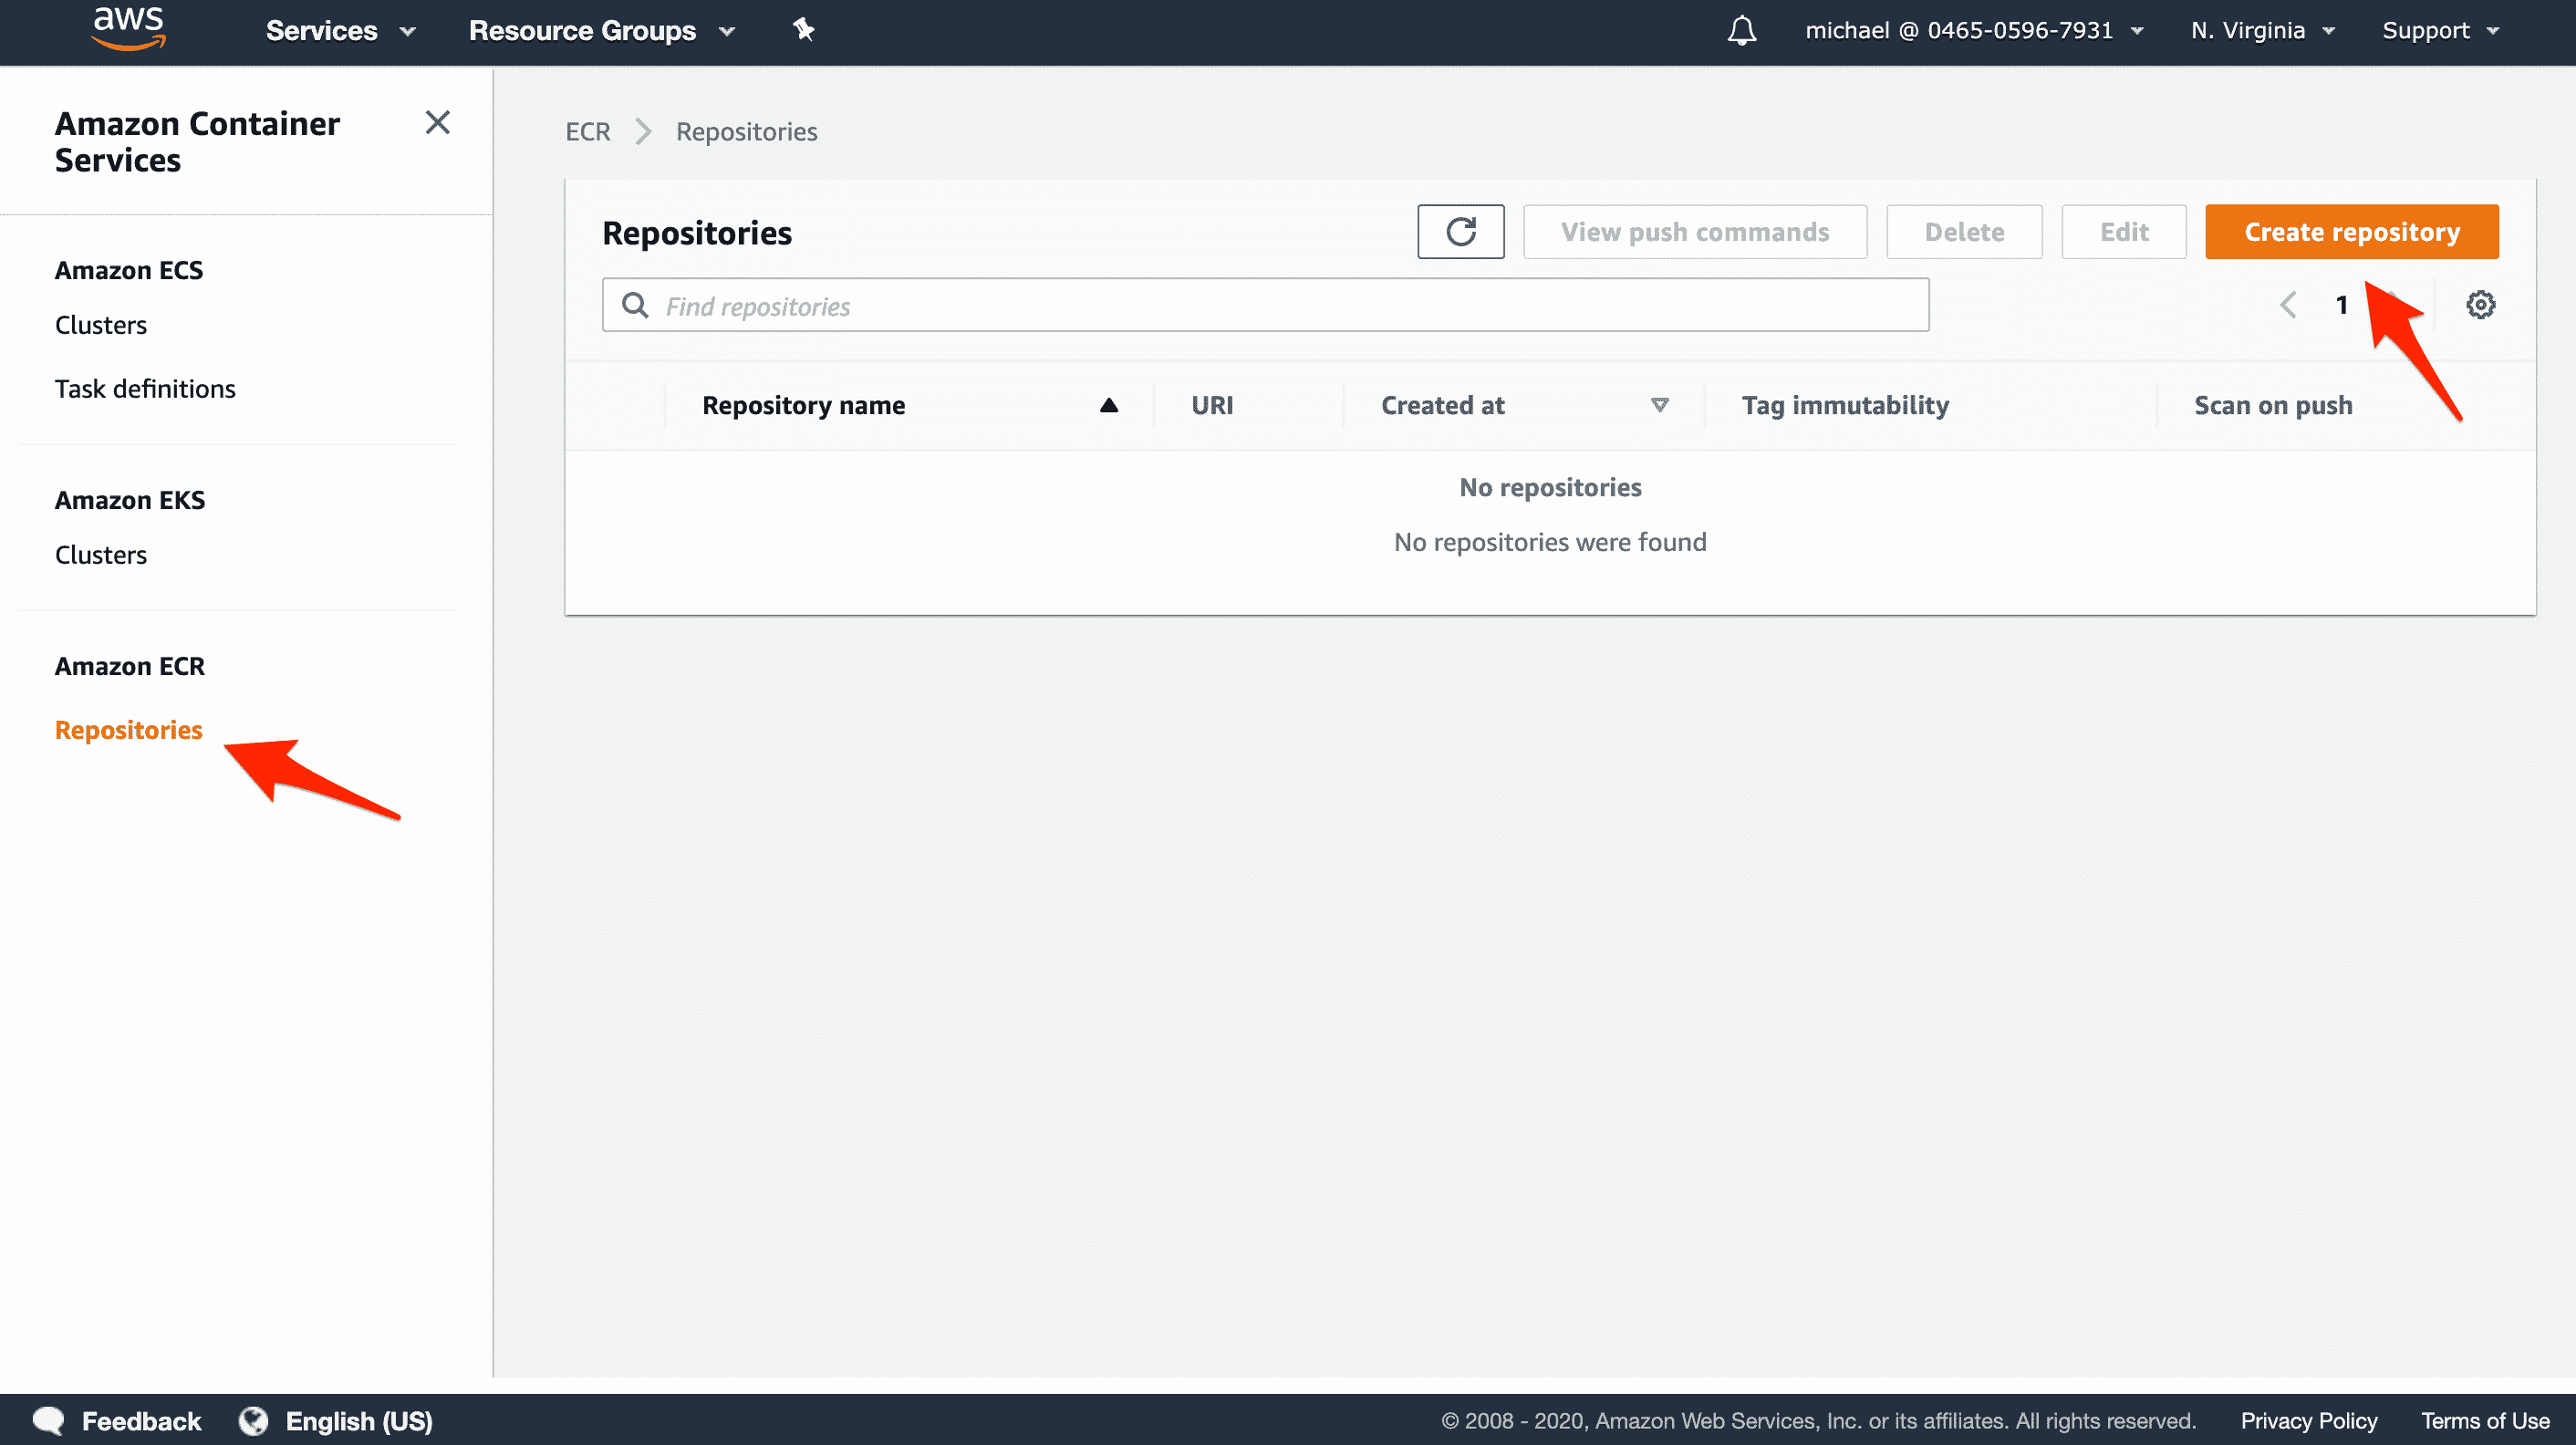 aws Services Resource Groups michael @ 0465-0596-7931 N. Virginia Support
Amazon Container
Services
Amazon ECS
Clusters
Task definitions
Amazon EKS
Clusters
Amazon ECR
Repositories
ECR Repositories
Repositories View push commands Delete Edit Create repository
Find repositories 1
Repository name URI Created at Tag immutability Scan on push
No repositories
No repositories were found
Feedback English (US) © 2008 - 2020, Amazon Web Services, Inc. or its affiliates. All rights reserved. Privacy Policy Terms of Use